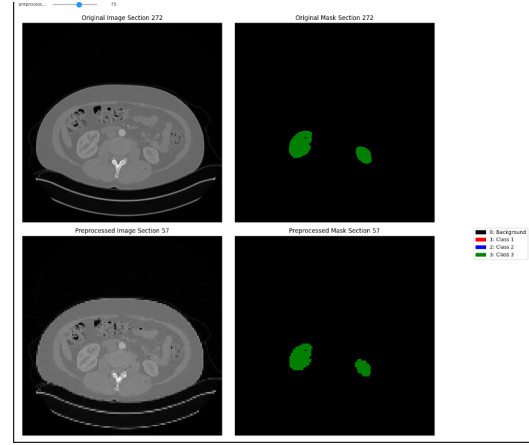 preprocess... 75
Original Image Section 272
Original Mask Section 272
Preprocessed Image Section 57
Preprocessed Mask Section 57
0: Background
1: Class 1
2: Class 2
3: Class 3